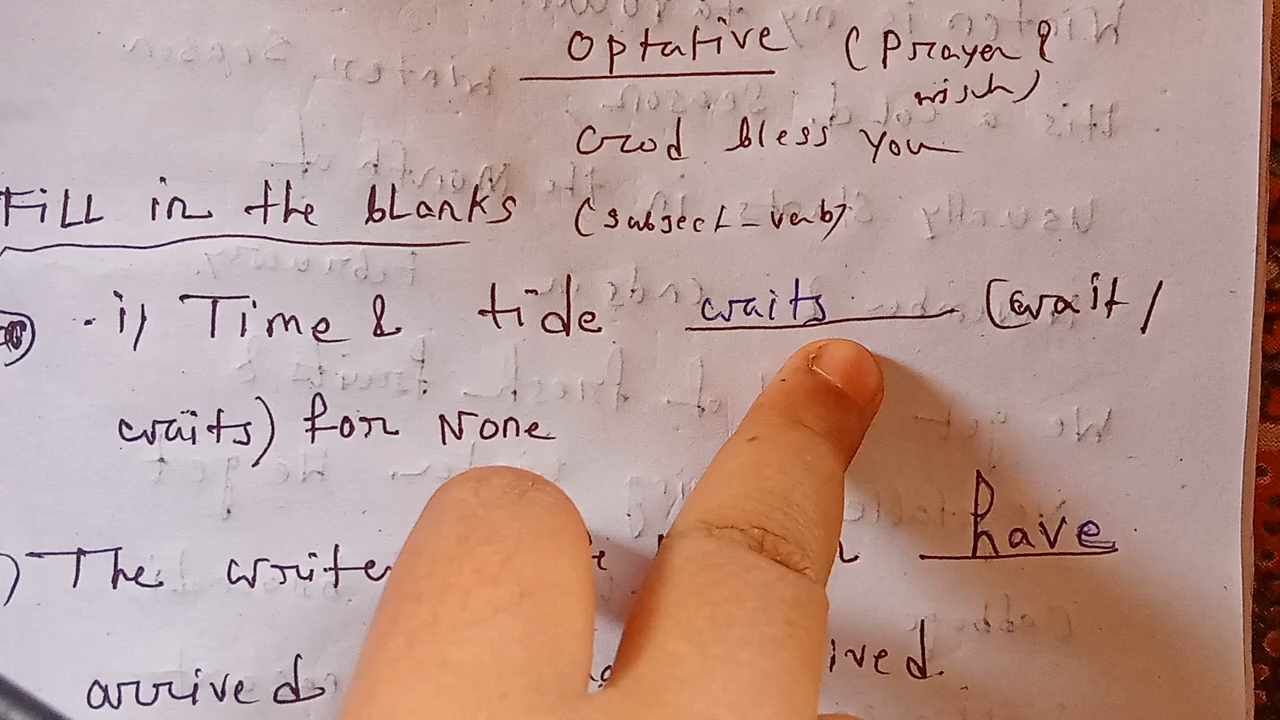 Optative (Prayer &
wish)
God bless you
Fill in the blanks (subject-verb)
i) Time & tide waits (wait/
waits) for None
) The write have
arrived ived.